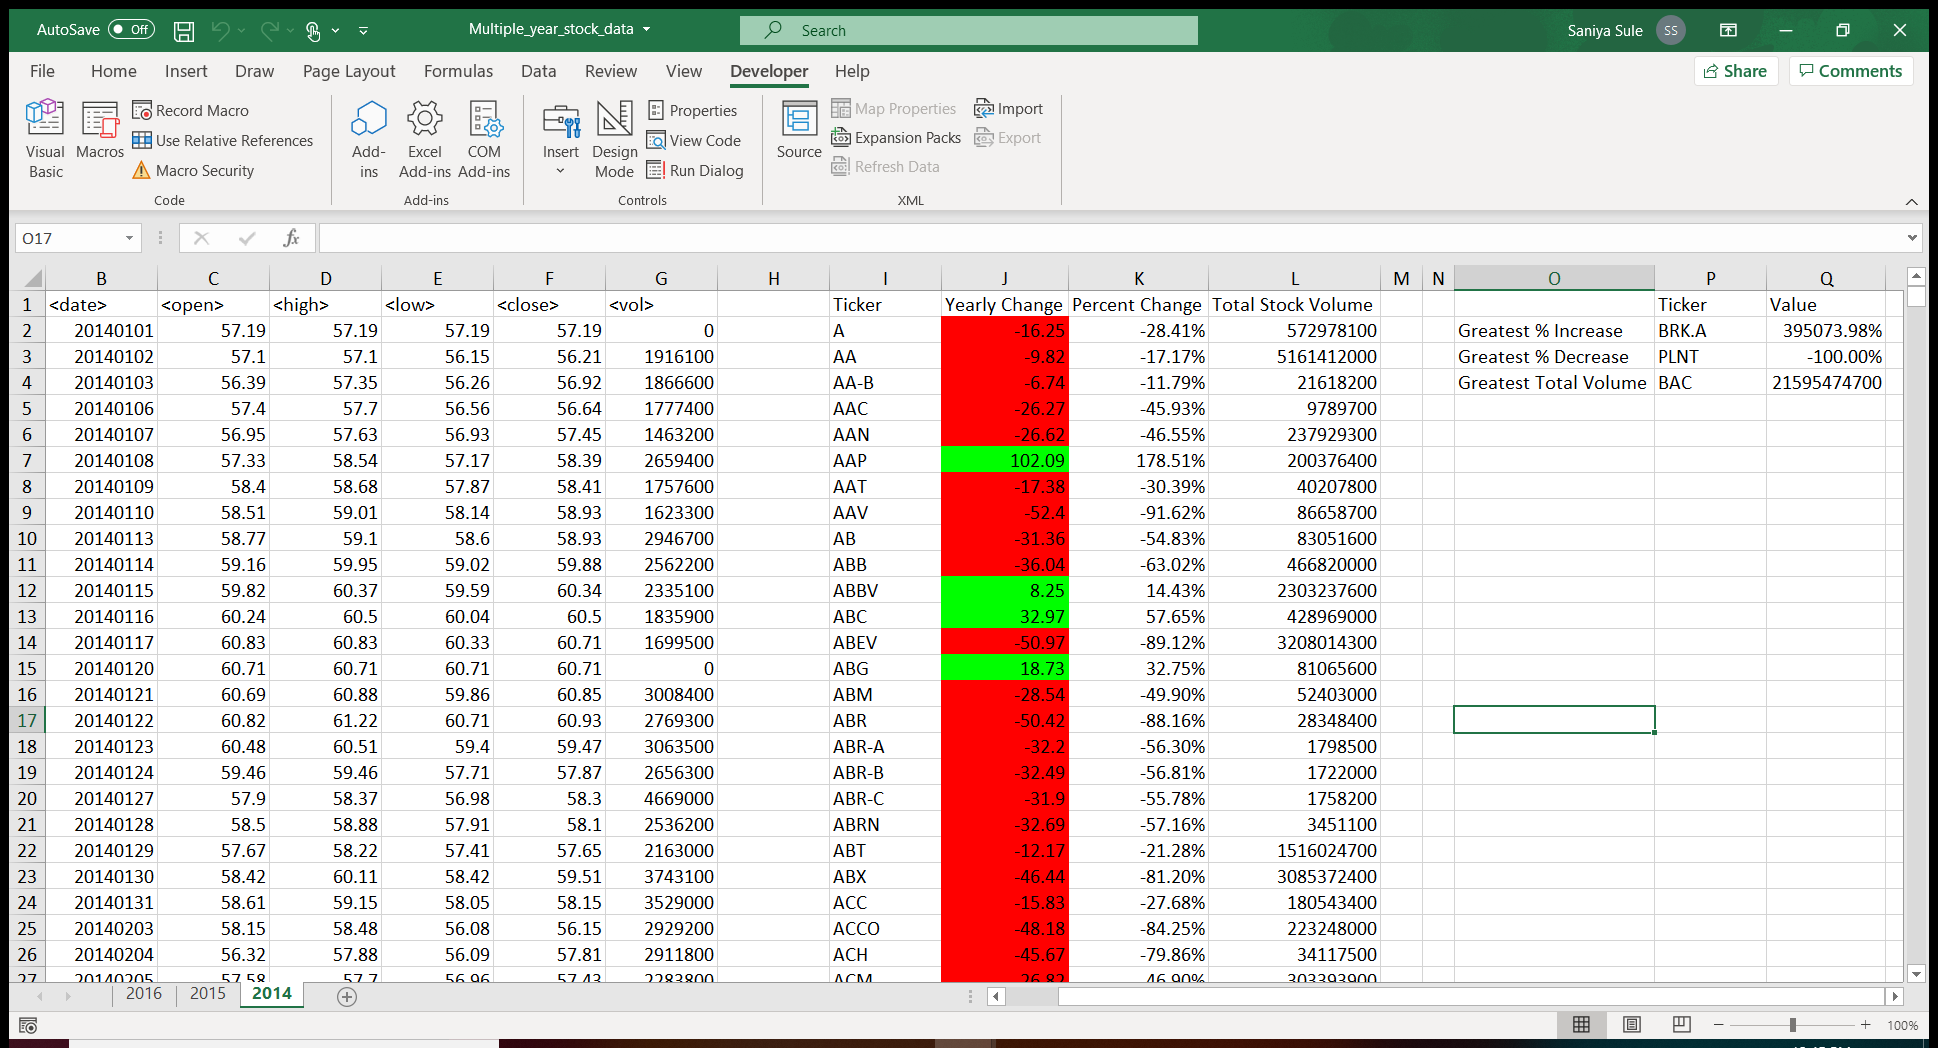 AutoSave Off Multiple_year_stock_data Search Saniya Sule SS
File Home Insert Draw Page Layout Formulas Data Review View Developer Help Share Comments
Visual Basic Macros Record Macro Use Relative References Macro Security
Add-ins Excel Add-ins COM Add-ins
Insert Design Mode Properties View Code Run Dialog
Source Map Properties Expansion Packs Refresh Data Import Export
Code Add-ins Controls XML
O17 fx
B C D E F G H I J K L M N O P Q
1 <date> <open> <high> <low> <close> <vol> Ticker Yearly Change Percent Change Total Stock Volume Ticker Value
2 20140101 57.19 57.19 57.19 57.19 0 A -16.25 -28.41% 572978100 Greatest % Increase BRK.A 395073.98%
3 20140102 57.1 57.1 56.15 56.21 1916100 AA -9.82 -17.17% 5161412000 Greatest % Decrease PLNT -100.00%
4 20140103 56.39 57.35 56.26 56.92 1866600 AA-B -6.74 -11.79% 21618200 Greatest Total Volume BAC 21595474700
5 20140106 57.4 57.7 56.56 56.64 1777400 AAC -26.27 -45.93% 9789700
6 20140107 56.95 57.63 56.93 57.45 1463200 AAN -26.62 -46.55% 237929300
7 20140108 57.33 58.54 57.17 58.39 2659400 AAP 102.09 178.51% 200376400
8 20140109 58.4 58.68 57.87 58.41 1757600 AAT -17.38 -30.39% 40207800
9 20140110 58.51 59.01 58.14 58.93 1623300 AAV -52.4 -91.62% 86658700
10 20140113 58.77 59.1 58.6 58.93 2946700 AB -31.36 -54.83% 83051600
11 20140114 59.16 59.95 59.02 59.88 2562200 ABB -36.04 -63.02% 466820000
12 20140115 59.82 60.37 59.59 60.34 2335100 ABBV 8.25 14.43% 2303237600
13 20140116 60.24 60.5 60.04 60.5 1835900 ABC 32.97 57.65% 428969000
14 20140117 60.83 60.83 60.33 60.71 1699500 ABEV -50.97 -89.12% 3208014300
15 20140120 60.71 60.71 60.71 60.71 0 ABG 18.73 32.75% 81065600
16 20140121 60.69 60.88 59.86 60.85 3008400 ABM -28.54 -49.90% 52403000
17 20140122 60.82 61.22 60.71 60.93 2769300 ABR -50.42 -88.16% 28348400
18 20140123 60.48 60.51 59.4 59.47 3063500 ABR-A -32.2 -56.30% 1798500
19 20140124 59.46 59.46 57.71 57.87 2656300 ABR-B -32.49 -56.81% 1722000
20 20140127 57.9 58.37 56.98 58.3 4669000 ABR-C -31.9 -55.78% 1758200
21 20140128 58.5 58.88 57.91 58.1 2536200 ABRN -32.69 -57.16% 3451100
22 20140129 57.67 58.22 57.41 57.65 2163000 ABT -12.17 -21.28% 1516024700
23 20140130 58.42 60.11 58.42 59.51 3743100 ABX -46.44 -81.20% 3085372400
24 20140131 58.61 59.15 58.05 58.15 3529000 ACC -15.83 -27.68% 180543400
25 20140203 58.15 58.48 56.08 56.15 2929200 ACCO -48.18 -84.25% 223248000
26 20140204 56.32 57.88 56.09 57.81 2911800 ACH -45.67 -79.86% 34117500
27 20140205 57.58 57.7 56.96 57.43 2283800 ACM -26.82 -46.90% 303393900
2016 2015 2014
100%